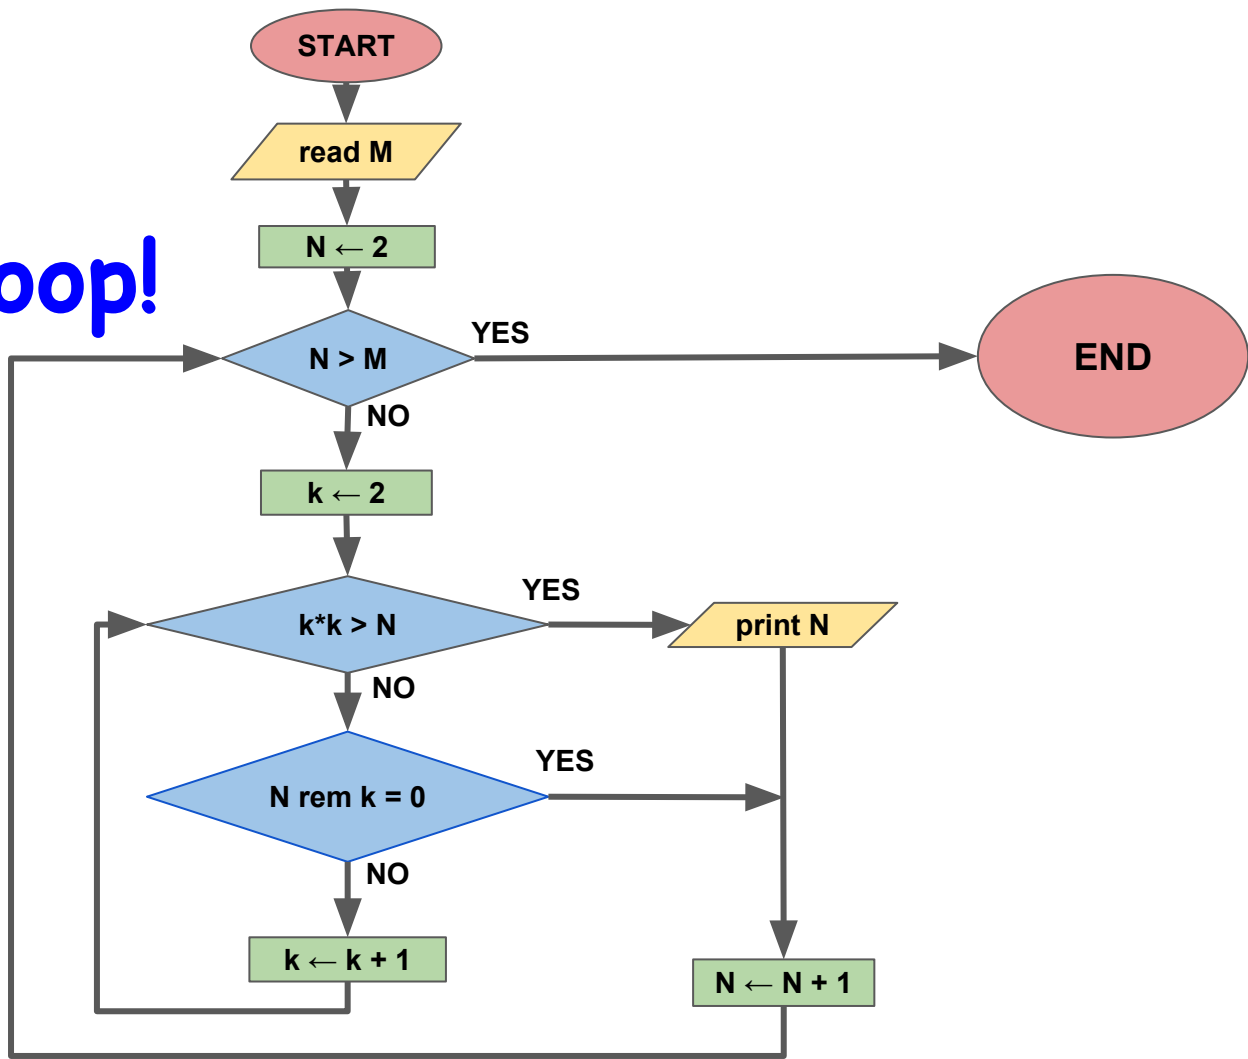 START
read M
N ← 2
oop!
N > M
YES
END
NO
k ← 2
k*k > N
YES
print N
NO
N rem k = 0
YES
NO
k ← k + 1
N ← N + 1